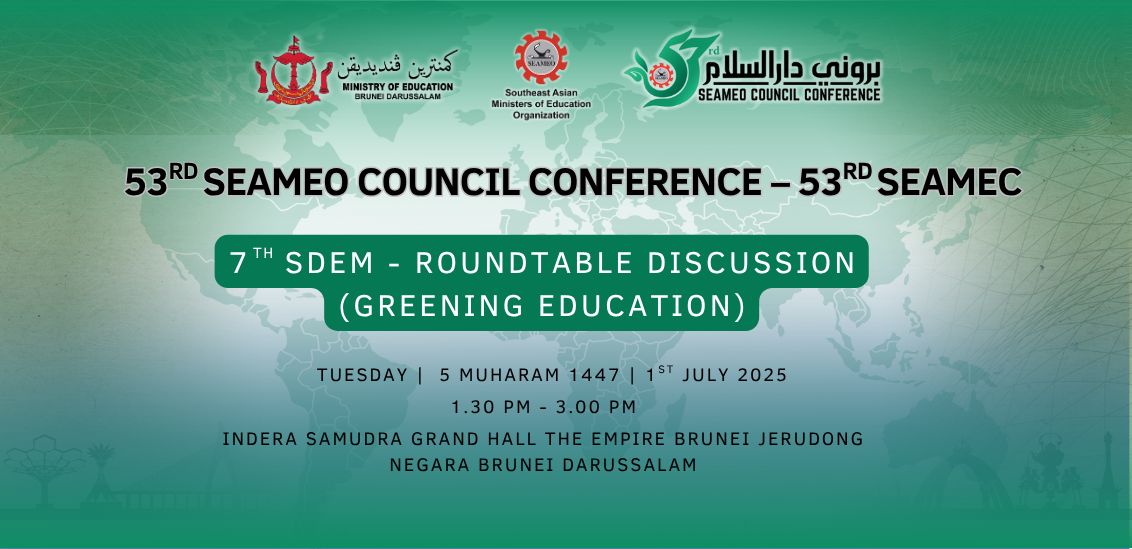 كمنترين ڤنديديقن
MINISTRY OF EDUCATION
BRUNEI DARUSSALAM
SEAMEO
Southeast Asian
Ministers of Education
Organization
53rd
بروني دارالسلام
SEAMEO COUNCIL CONFERENCE
53RD SEAMEO COUNCIL CONFERENCE – 53RD SEAMEC
7TH SDEM - ROUNDTABLE DISCUSSION
(GREENING EDUCATION)
TUESDAY | 5 MUHARAM 1447 | 1ST JULY 2025
1.30 PM - 3.00 PM
INDERA SAMUDRA GRAND HALL THE EMPIRE BRUNEI JERUDONG
NEGARA BRUNEI DARUSSALAM